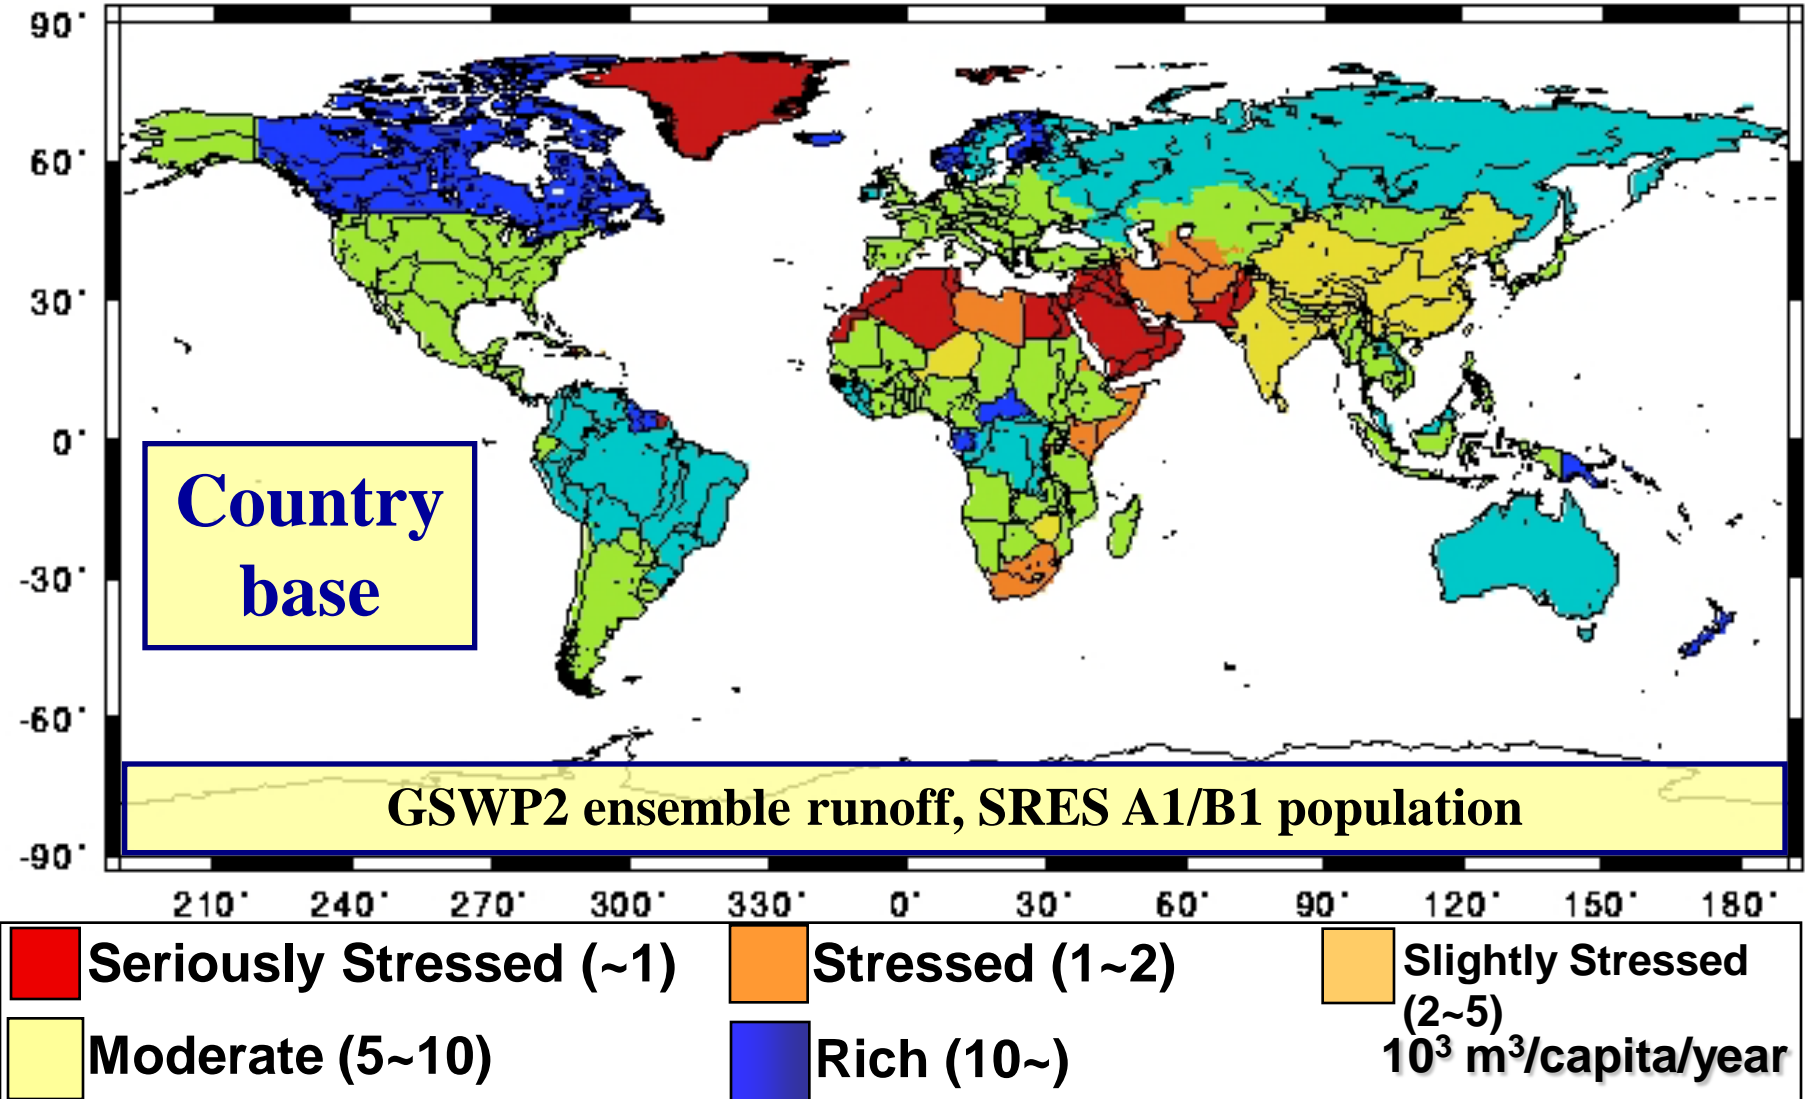 90°
60°
30°
0°
-30°
-60°
-90°
Country
base
GSWP2 ensemble runoff, SRES A1/B1 population
210° 240° 270° 300° 330° 0° 30° 60° 90° 120° 150° 180°
Seriously Stressed (~1)
Stressed (1~2)
Slightly Stressed
(2~5)
Moderate (5~10)
Rich (10~)
10³ m³/capita/year